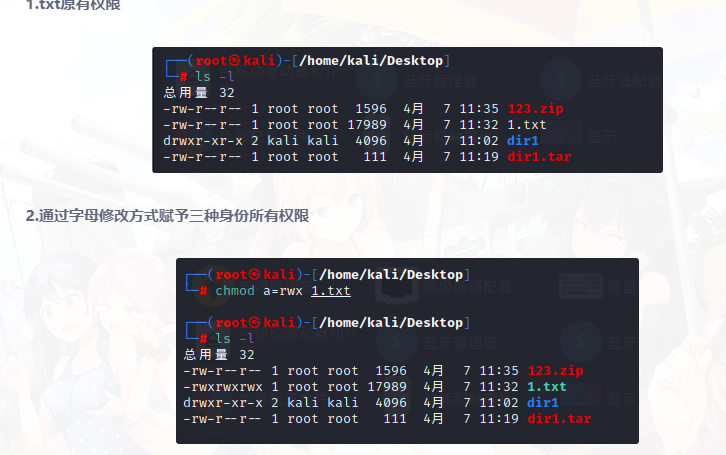 1.txt原有权限
┌──(root㉿kali)-[/home/kali/Desktop]
└─# ls -l
总用量 32
-rw-r--r-- 1 root root  1596  4月   7 11:35 123.zip
-rw-r--r-- 1 root root 17989  4月   7 11:32 1.txt
drwxr-xr-x 2 kali kali  4096  4月   7 11:02 dir1
-rw-r--r-- 1 root root   111  4月   7 11:19 dir1.tar
2.通过字母修改方式赋予三种身份所有权限
┌──(root㉿kali)-[/home/kali/Desktop]
└─# chmod a=rwx 1.txt
┌──(root㉿kali)-[/home/kali/Desktop]
└─# ls -l
总用量 32
-rw-r--r-- 1 root root  1596  4月   7 11:35 123.zip
-rwxrwxrwx 1 root root 17989  4月   7 11:32 1.txt
drwxr-xr-x 2 kali kali  4096  4月   7 11:02 dir1
-rw-r--r-- 1 root root   111  4月   7 11:19 dir1.tar